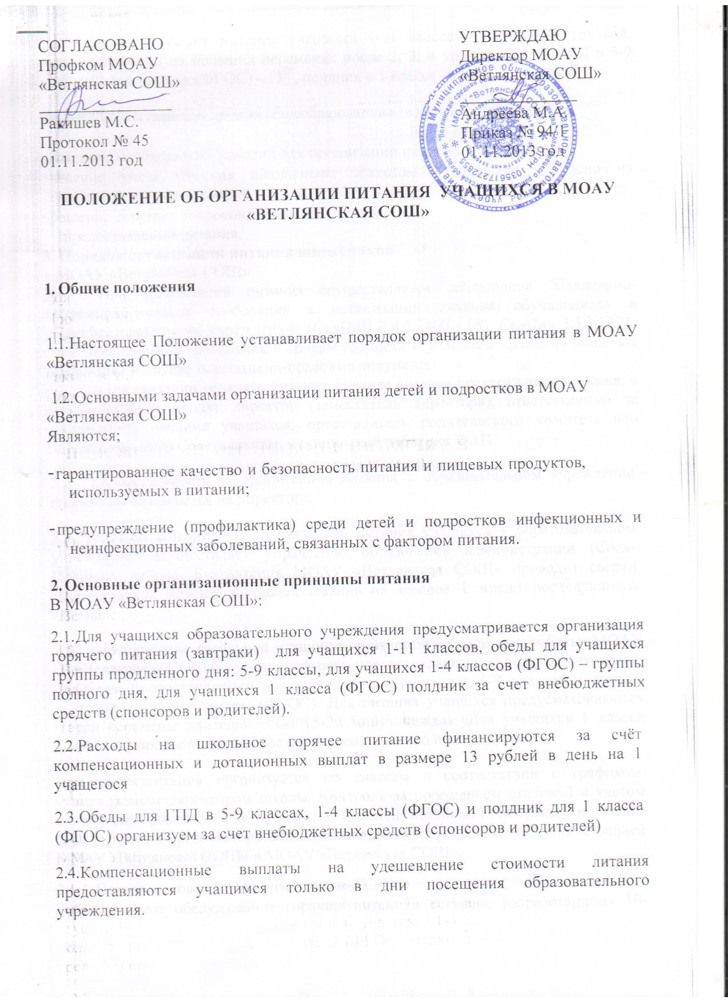 СОГЛАСОВАНО
Профком МОАУ
«Ветлянская СОШ»
Ракишев М.С.
Протокол № 45
01.11.2013 год
УТВЕРЖДАЮ
Директор МОАУ
«Ветлянская СОШ»
Андреева М.А.
Приказ № 94/1
01.11.2013 год
ПОЛОЖЕНИЕ ОБ ОРГАНИЗАЦИИ ПИТАНИЯ УЧАЩИХСЯ В МОАУ
«ВЕТЛЯНСКАЯ СОШ»
1. Общие положения
1.1.Настоящее Положение устанавливает порядок организации питания в МОАУ
«Ветлянская СОШ»
1.2.Основными задачами организации питания детей и подростков в МОАУ
«Ветлянская СОШ»
Являются;
-гарантированное качество и безопасность питания и пищевых продуктов,
используемых в питании;
-предупреждение (профилактика) среди детей и подростков инфекционных и
неинфекционных заболеваний, связанных с фактором питания.
2. Основные организационные принципы питания
В МОАУ «Ветлянская СОШ»:
2.1.Для учащихся образовательного учреждения предусматривается организация
горячего питания (завтраки) для учащихся 1-11 классов, обеды для учащихся
группы продленного дня: 5-9 классы, для учащихся 1-4 классов (ФГОС) – группы
полного дня, для учащихся 1 класса (ФГОС) полдник за счет внебюджетных
средств (спонсоров и родителей).
2.2.Расходы на школьное горячее питание финансируются за счёт
компенсационных и дотационных выплат в размере 13 рублей в день на 1
учащегося
2.3.Обеды для ГПД в 5-9 классах, 1-4 классы (ФГОС) и полдник для 1 класса
(ФГОС) организуем за счет внебюджетных средств (спонсоров и родителей)
2.4.Компенсационные выплаты на удешевление стоимости литания
предоставляются учащимся только в дни посещения образовательного
учреждения.